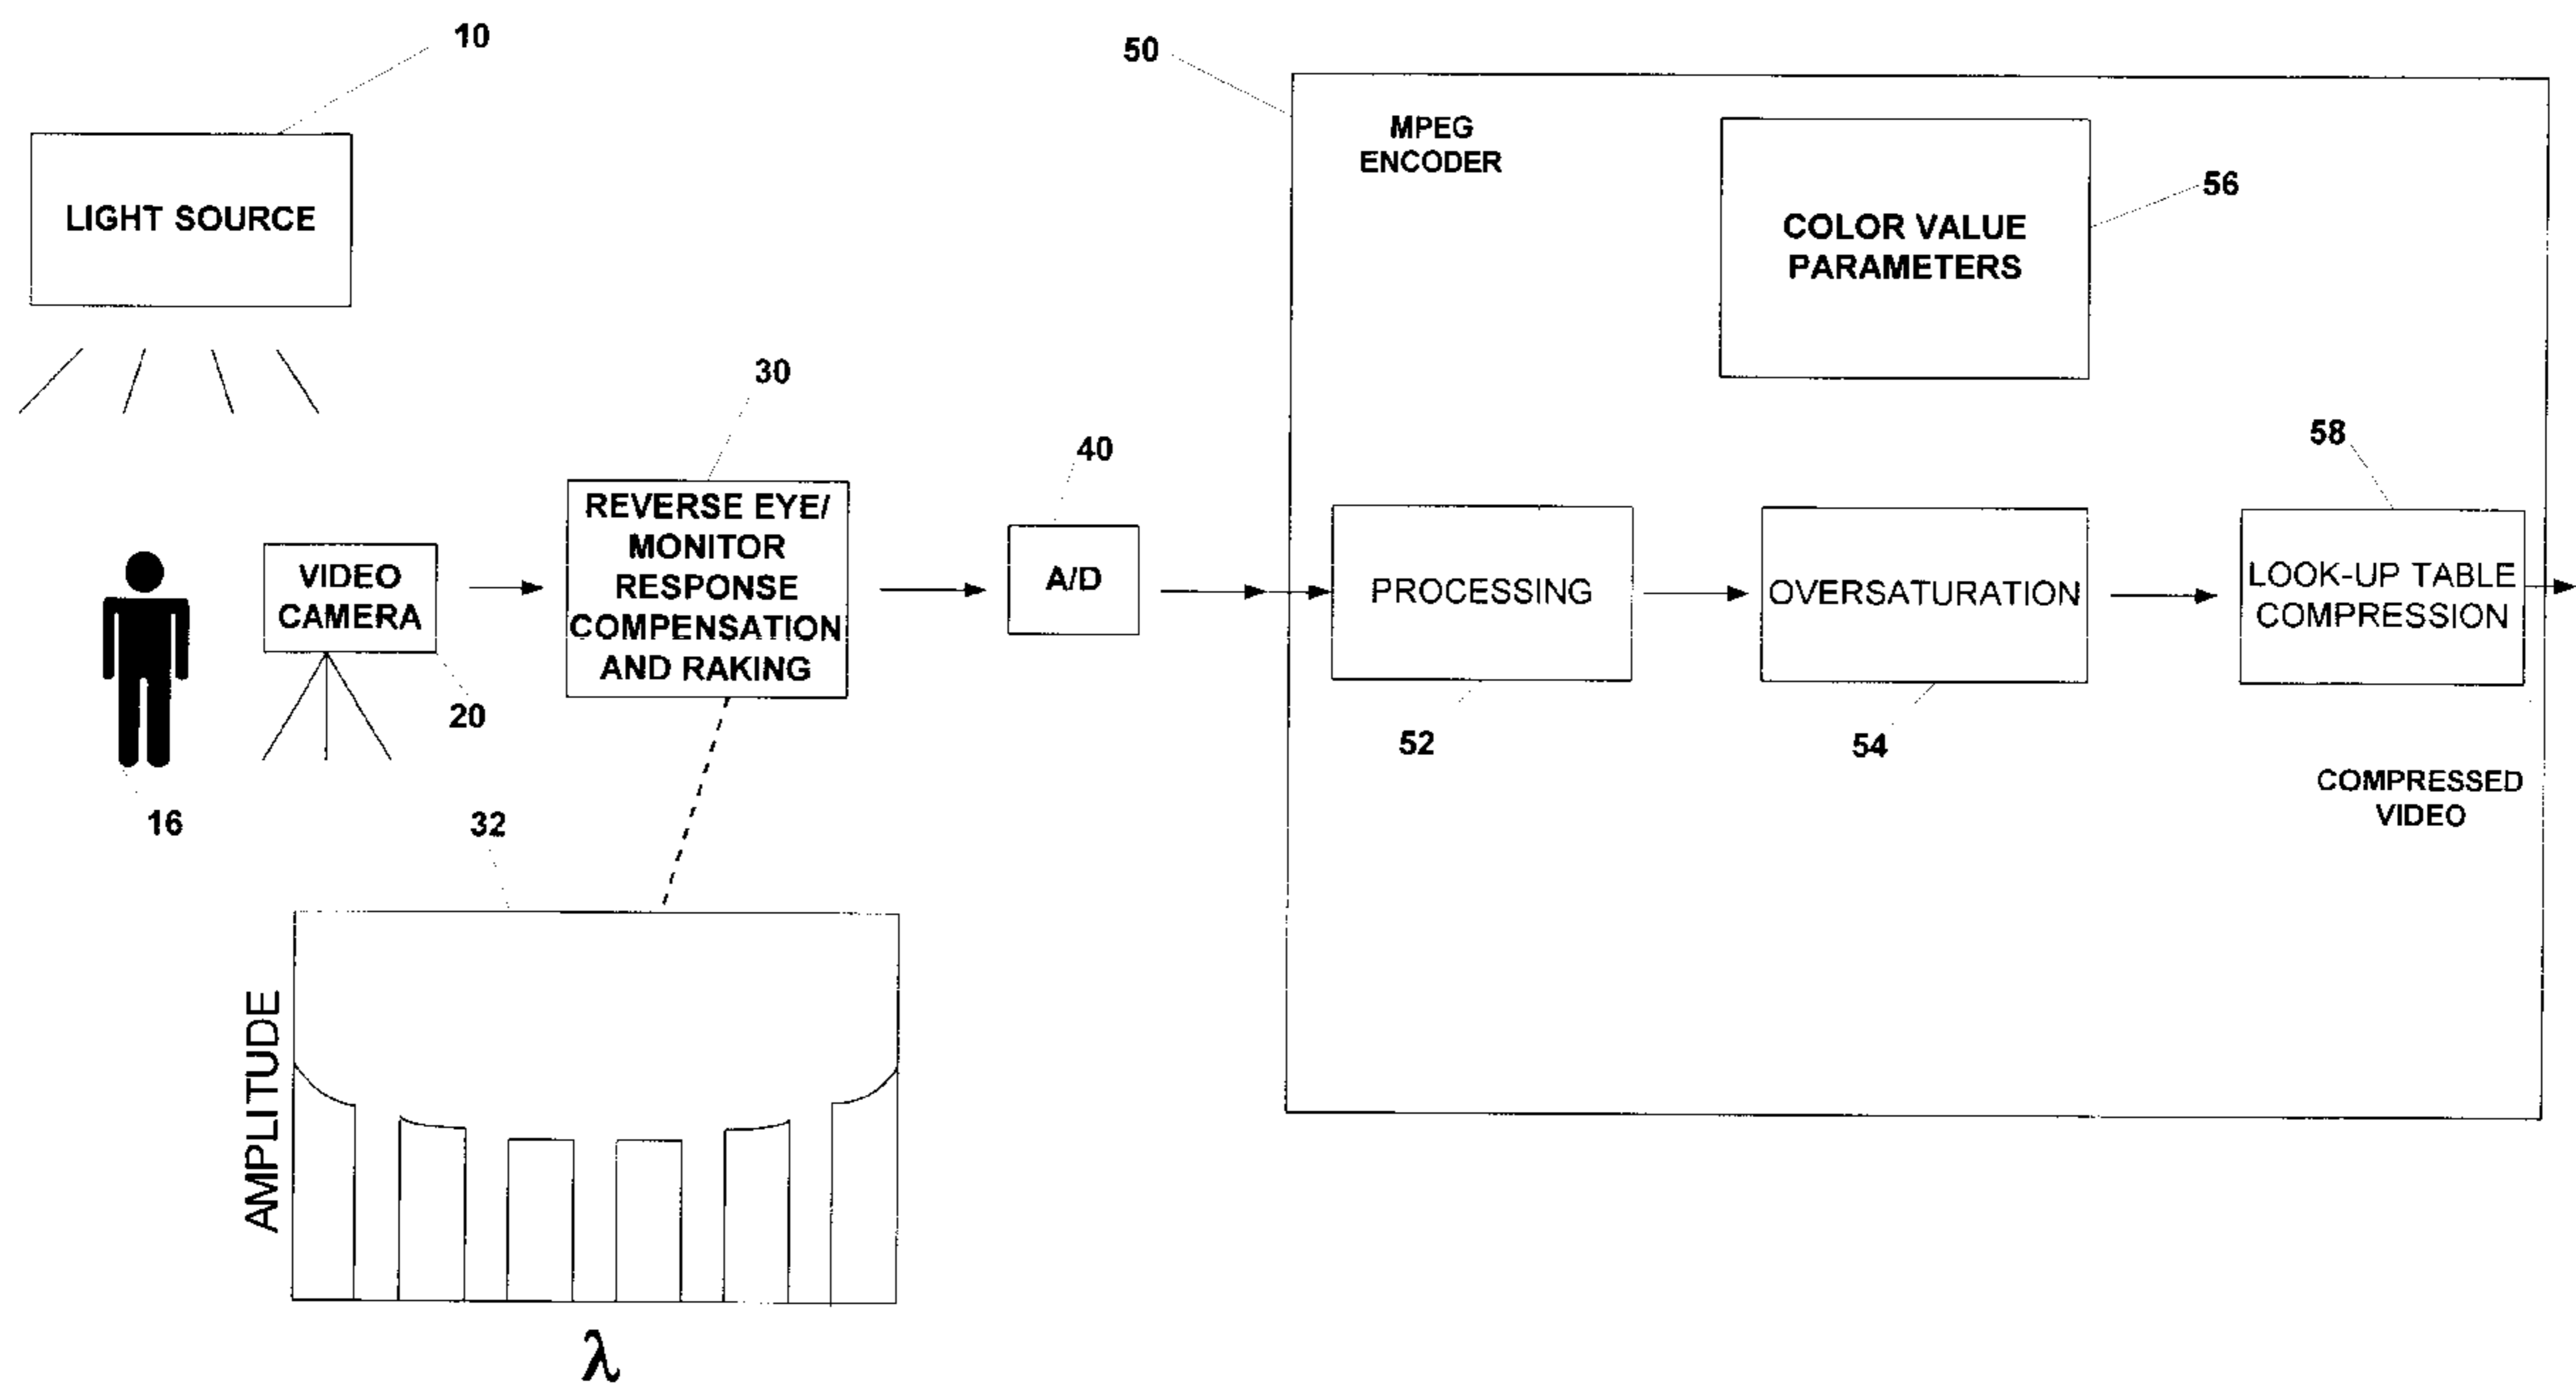 10
LIGHT SOURCE
50
MPEG
ENCODER
COLOR VALUE
PARAMETERS
56
30
40
58
REVERSE EYE/
MONITOR
RESPONSE
COMPENSATION
AND RAKING
VIDEO
CAMERA
A/D
PROCESSING
OVERSATURATION
LOOK-UP TABLE
COMPRESSION
20
52
54
16
32
COMPRESSED
VIDEO
AMPLITUDE
λ